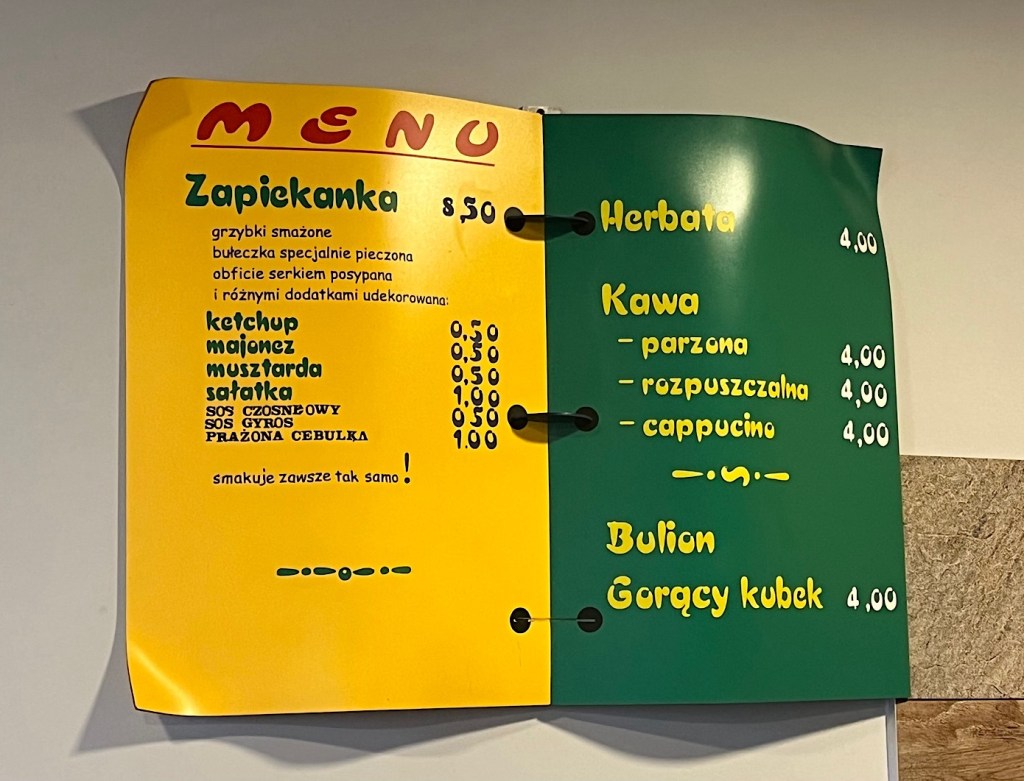 MENU
Zapiekanka 8,50
grzybki smażone
bułeczka specjalnie pieczona
obficie serkiem posypana
i różnymi dodatkami udekorowana:
ketchup 0,50
majonez 0,50
musztarda 0,50
sałatka 1,00
SOS CZOSNKOWY 0,50
SOS GYROS
PRAŻONA CEBULKA 1.00
smakuje zawsze tak samo!
Herbata 4,00
Kawa
- parzona 4,00
- rozpuszczalna 4,00
- cappucino 4,00
Bulion
Gorący kubek 4,00